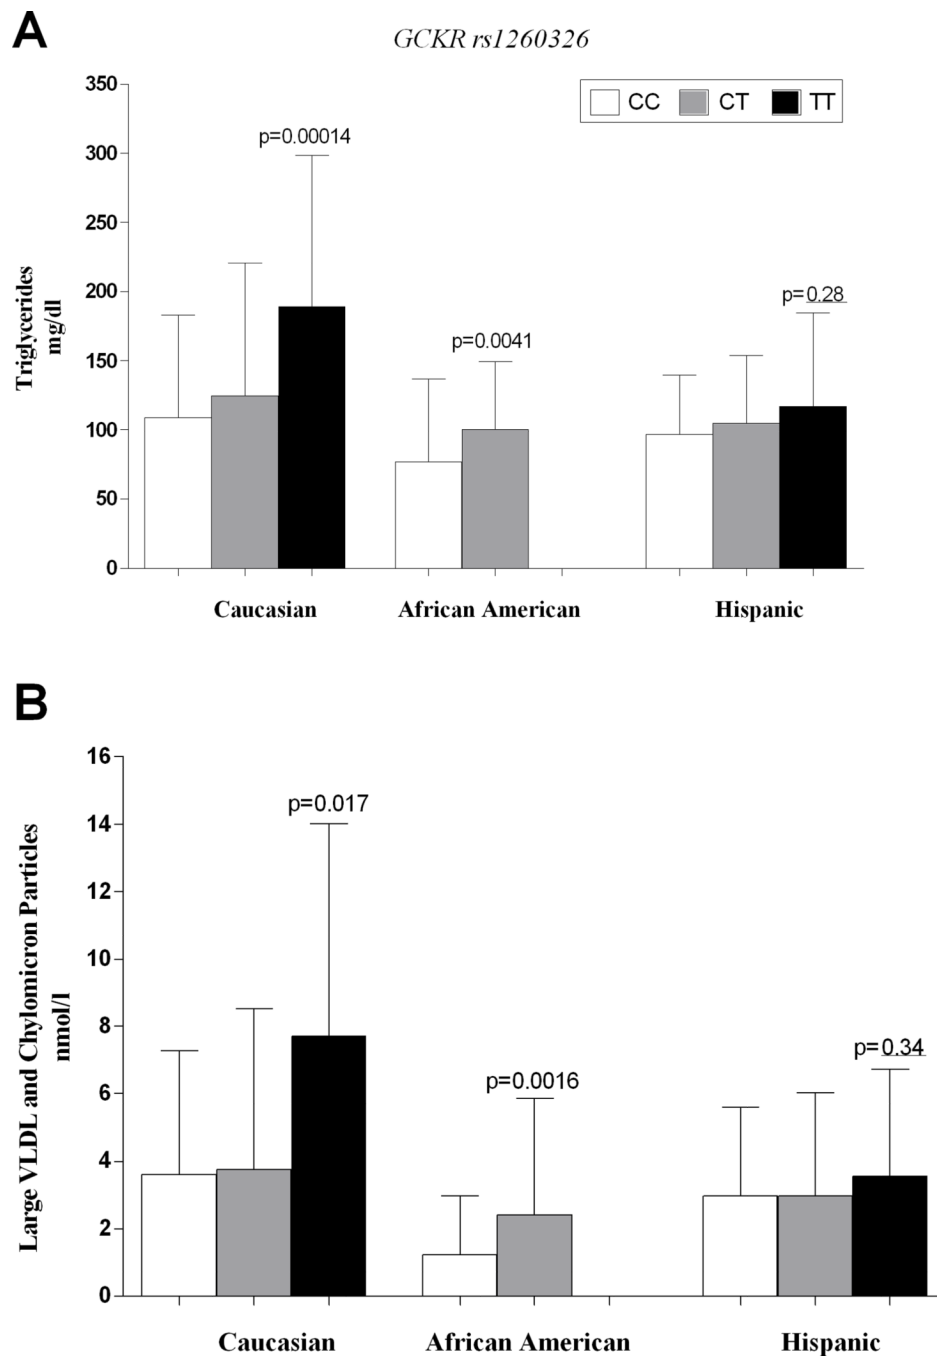 A
GCKR rs1260326
350
300
250
200
150
100
50
0
Triglycerides
mg/dl
CC CT TT
p=0.00014
p=0.0041
p=0.28
Caucasian African American Hispanic
B
16
14
12
10
8
6
4
2
0
Large VLDL and Chylomicron Particles
nmol/l
p=0.017
p=0.0016
p=0.34
Caucasian African American Hispanic